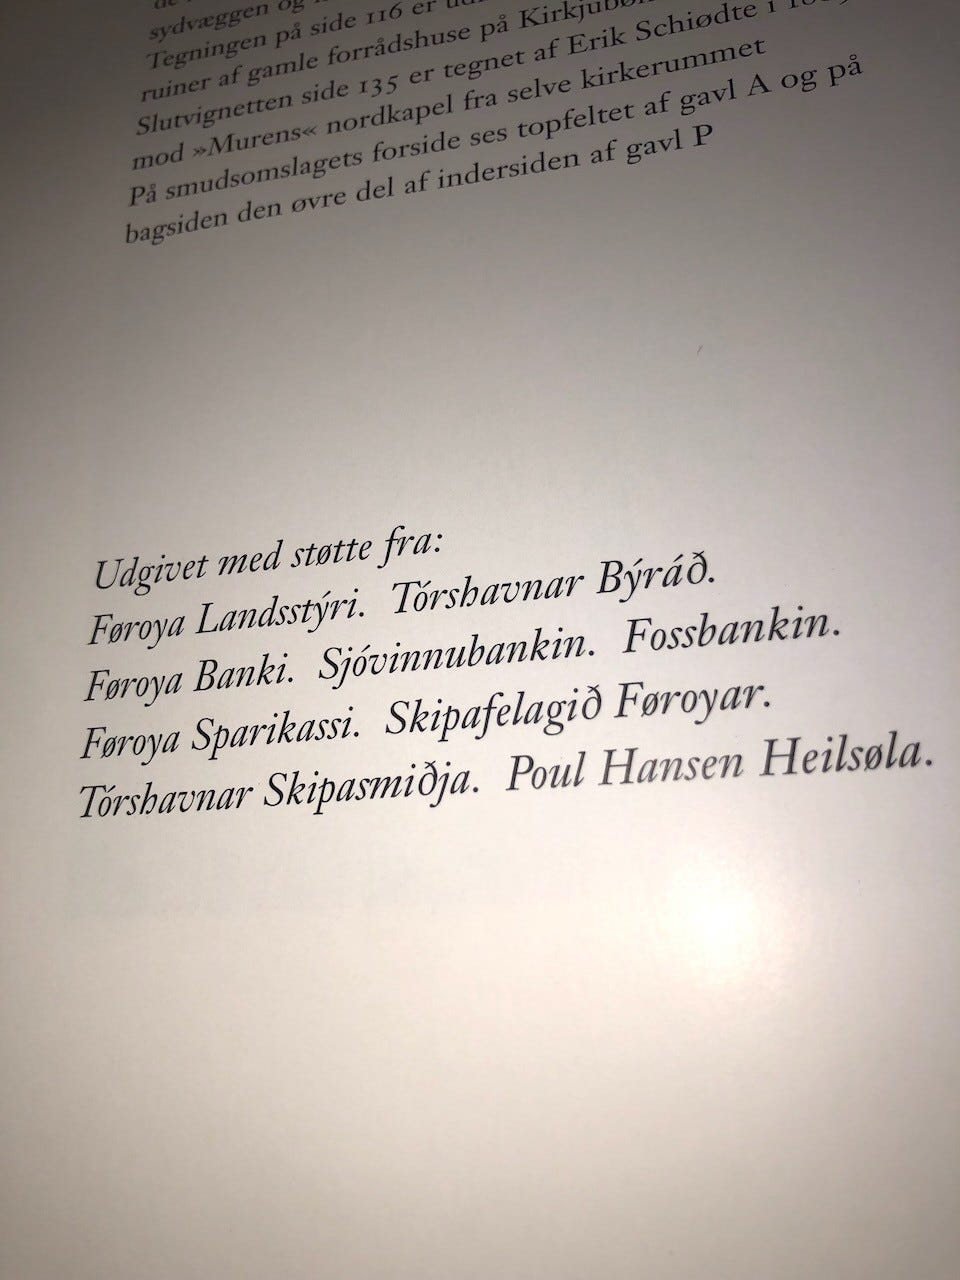 sydvæggen og
Tegningen på side 116 er
ruiner af gamle forrådshuse på
Slutvignetten side 135 er tegnet af Erik Schiødte i
mod »Murens« nordkapel fra selve kirkerummet
På smudsomslagets forside ses topfeltet af gavl A og på
bagsiden den øvre del af indersiden af gavl P
Udgivet med støtte fra:
Føroya Landsstýri. Tórshavnar Býráð.
Føroya Banki. Sjóvinnubankin. Fossbankin.
Føroya Sparikassi. Skipafelagið Føroyar.
Tórshavnar Skipasmiðja. Poul Hansen Heilsøla.